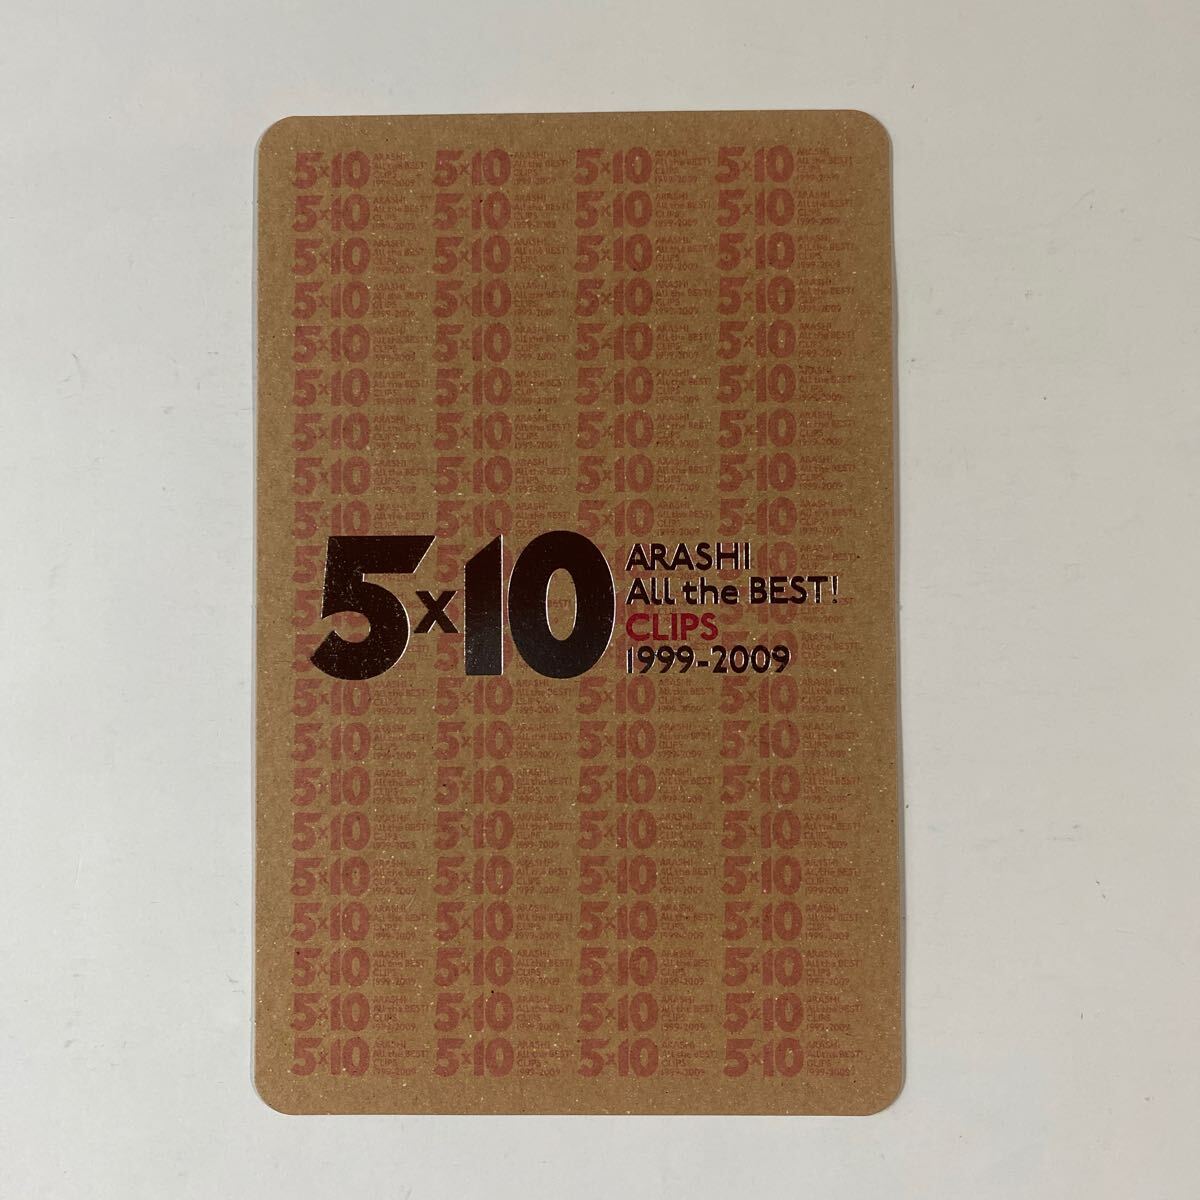 5x10
ARASHI
All the BEST!
CLIPS
1999-2009